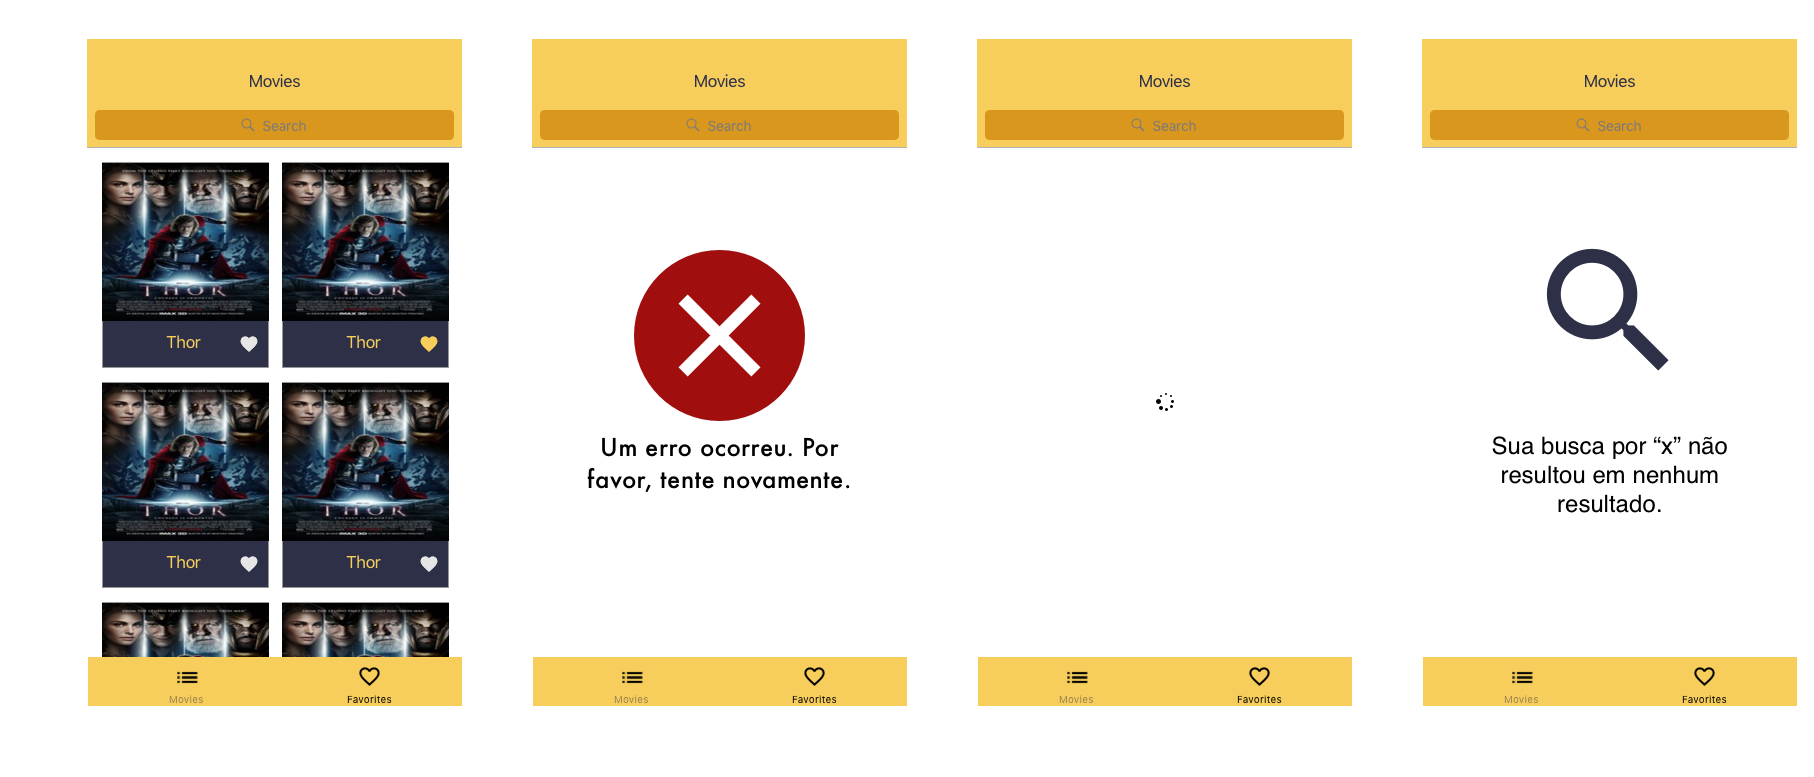 Movies
Search
THOR
Thor
THOR
Thor
THOR
Thor
THOR
Thor
Movies
Favorites
Movies
Search
Um erro ocorreu. Por
favor, tente novamente.
Movies
Favorites
Movies
Search
Movies
Favorites
Movies
Search
Sua busca por “x” não
resultou em nenhum
resultado.
Movies
Favorites